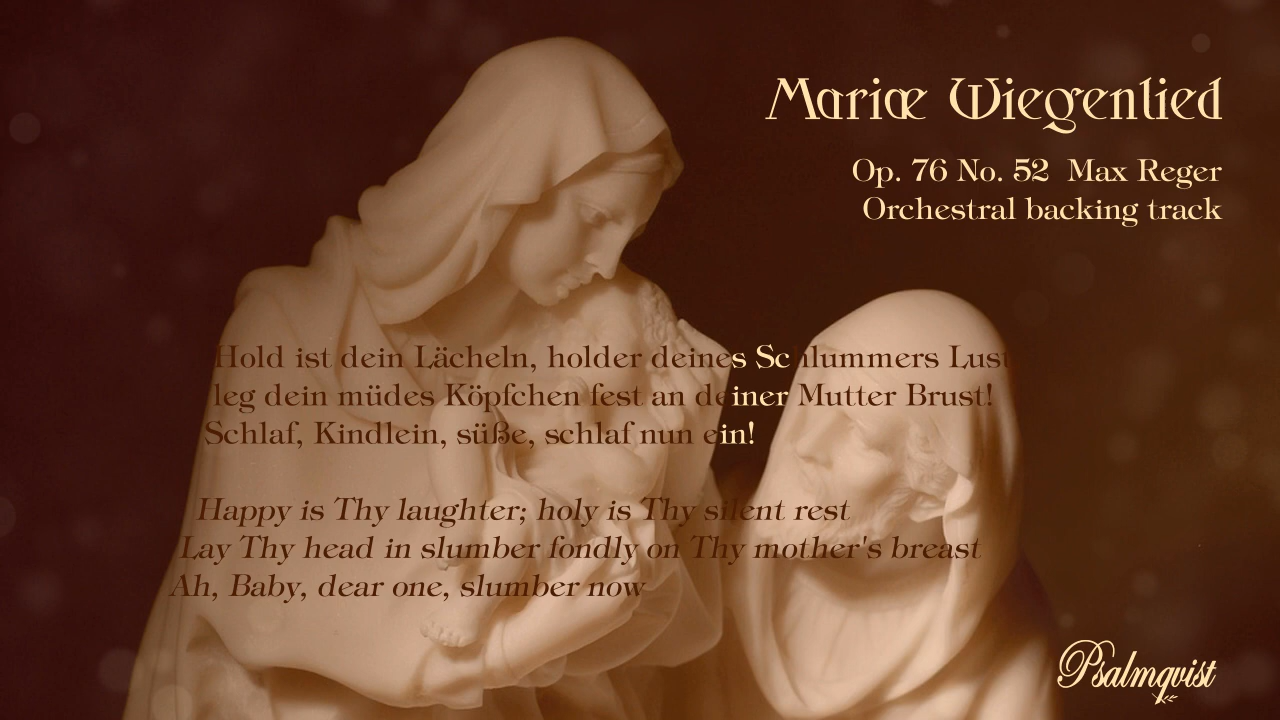 Mariæ Wiegenlied
Op. 76 No. 52 Max Reger
Orchestral backing track
Hold ist dein Lächeln, holder deines Schlummers Lust
leg dein müdes Köpfchen fest an deiner Mutter Brust!
Schlaf, Kindlein, süße, schlaf nun ein!
Happy is Thy laughter; holy is Thy silent rest
Lay Thy head in slumber fondly on Thy mother's breast
Ah, Baby, dear one, slumber now
Psalmqvist